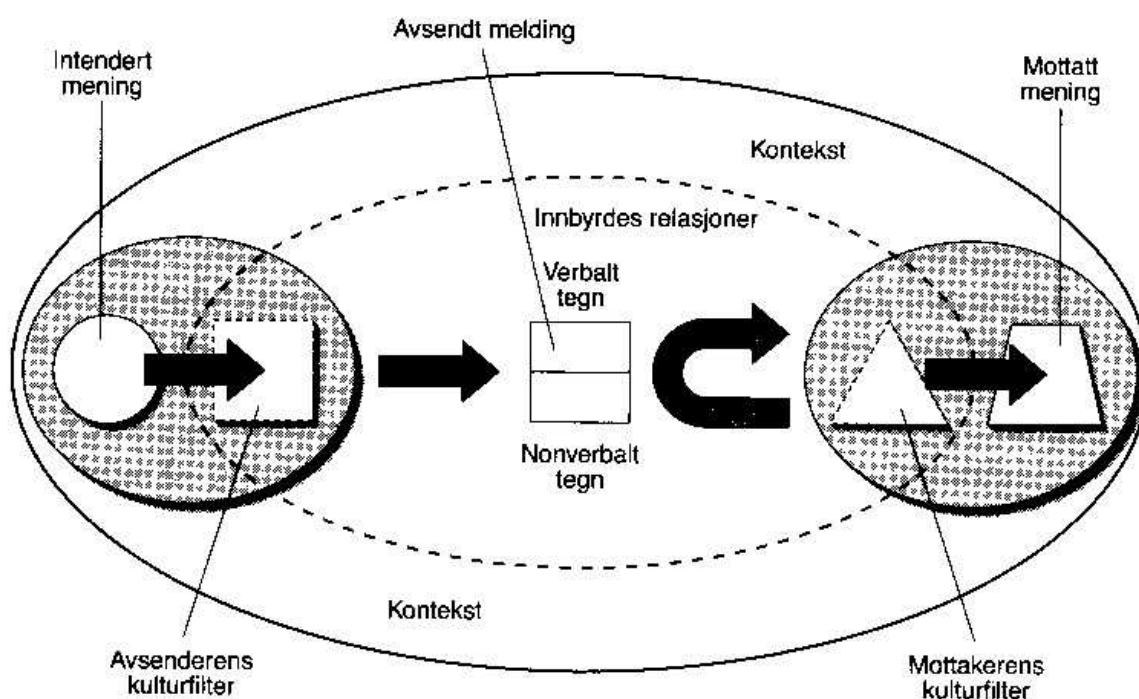 Avsendt melding
Intendert
mening
Mottatt
mening
Kontekst
Innbyrdes relasjoner
Verbalt
tegn
Nonverbalt
tegn
Kontekst
Avsenderens
kulturfilter
Mottakerens
kulturfilter